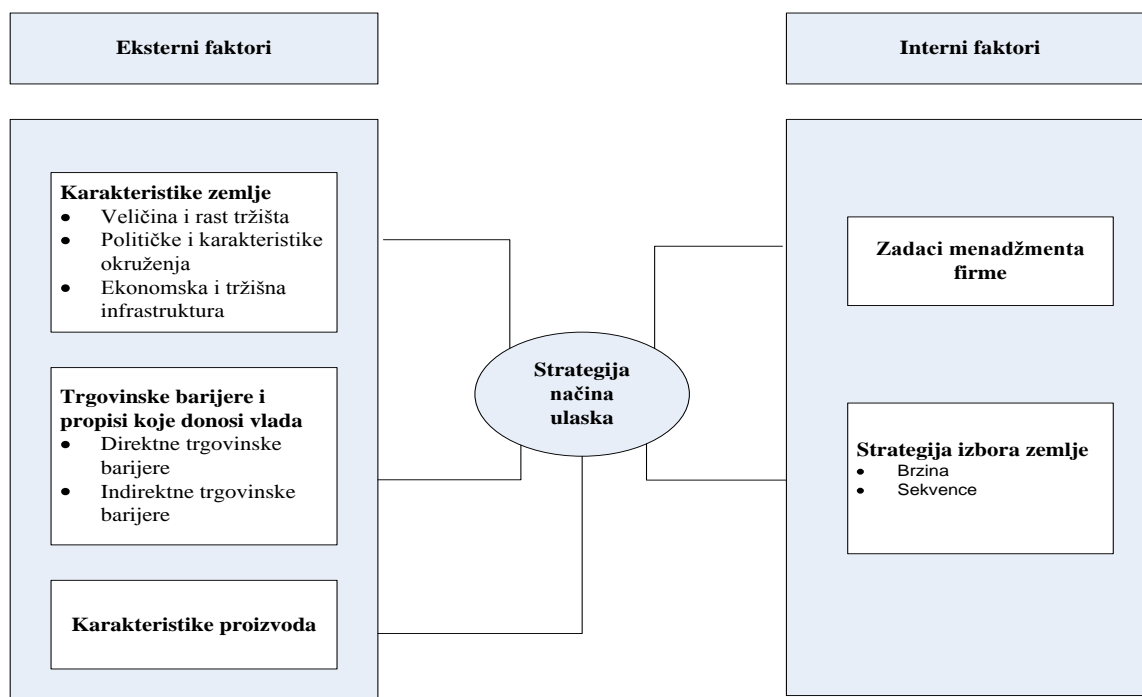 Eksterni faktori
Interni faktori
Karakteristike zemlje
• Veličina i rast tržišta
• Političke i karakteristike
okruženja
• Ekonomska i tržišna
infrastruktura
Trgovinske barijere i
propisi koje donosi vlada
• Direktne trgovinske
barijere
• Indirektne trgovinske
barijere
Karakteristike proizvoda
Strategija
načina
ulaska
Zadaci menadžmenta
firme
Strategija izbora zemlje
• Brzina
• Sekvence